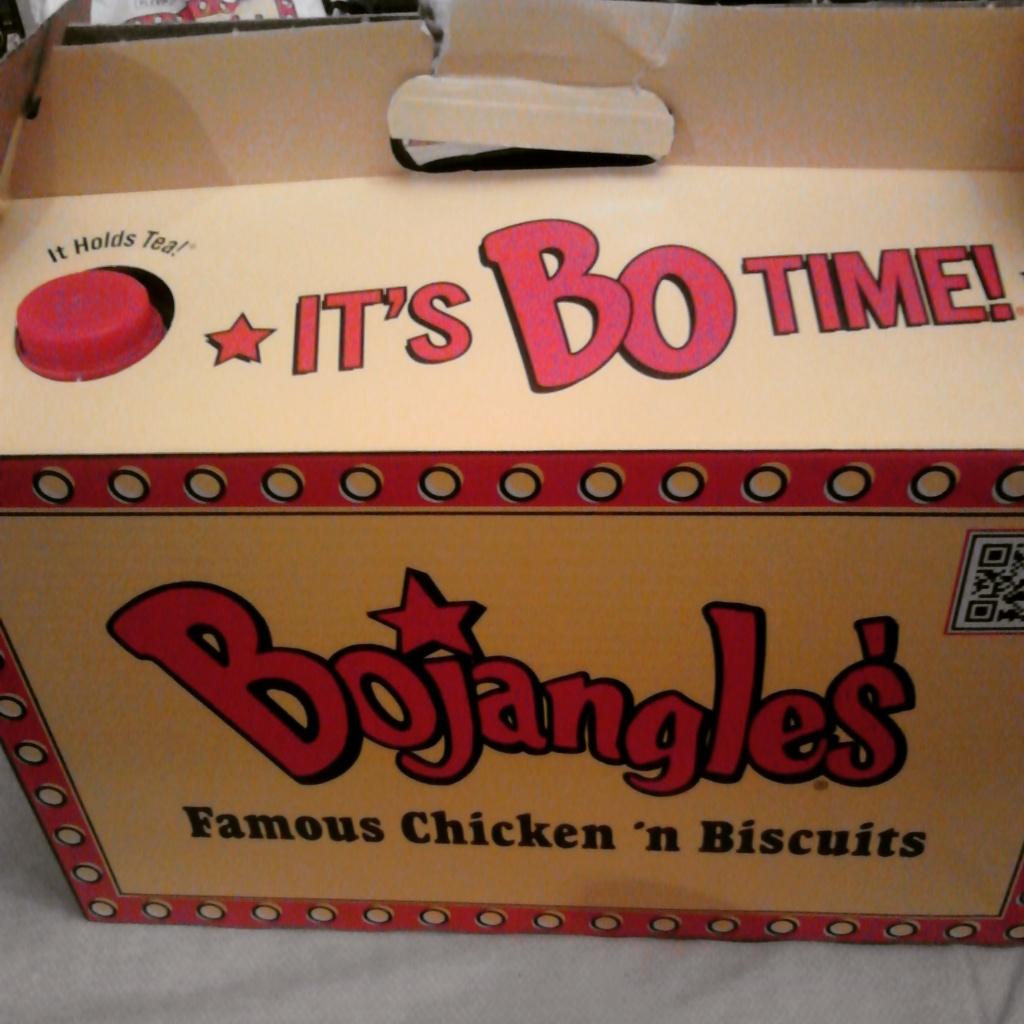 It Holds Tea!®
IT'S BO TIME!
Bojangles'
Famous Chicken 'n Biscuits